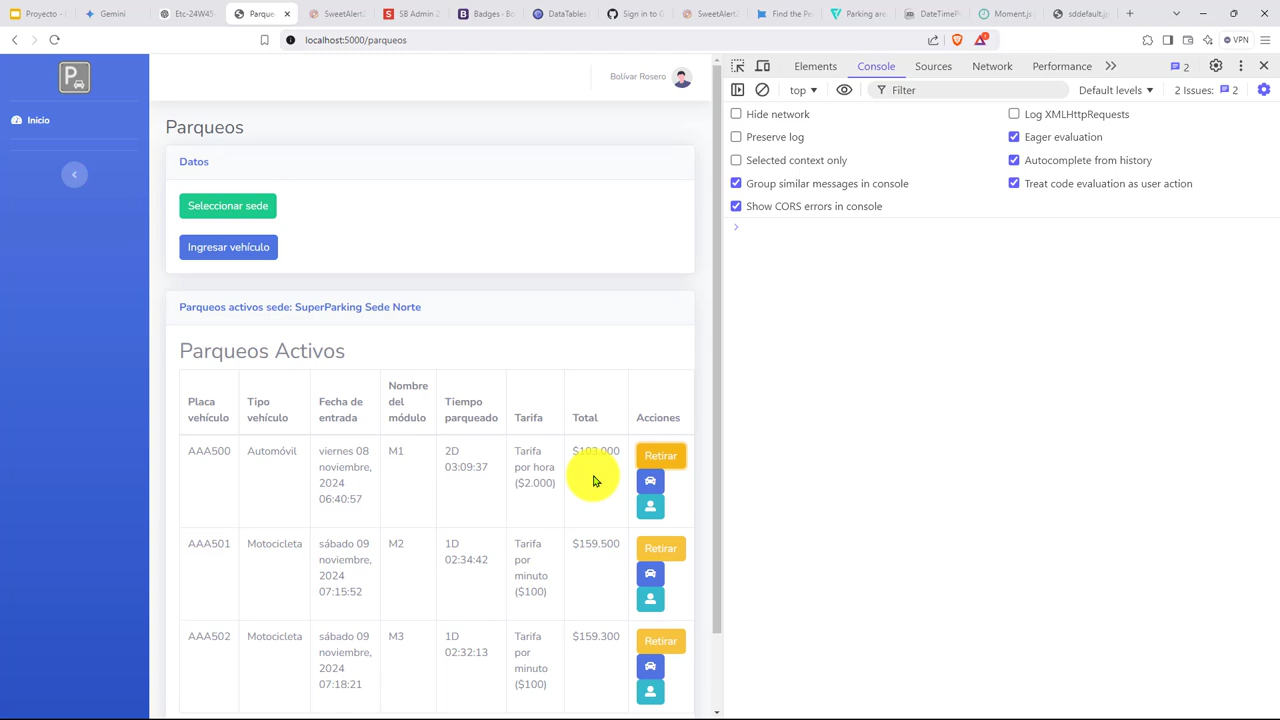 Proyecto -
Gemini
Etc-24W45-
Parque
SweetAlert2
SB Admin 2
Badges - Bo
DataTables
Sign in to G
SweetAlert2
Find the Pe
Parking are
DateTimePi
Moment.js
sddefault.jp
localhost:5000/parqueos
VPN
P
Inicio
Bolívar Rosero
Parqueos
Datos
Seleccionar sede
Ingresar vehículo
Parqueos activos sede: SuperParking Sede Norte
Parqueos Activos
Placa vehículo
Tipo vehículo
Fecha de entrada
Nombre del módulo
Tiempo parqueado
Tarifa
Total
Acciones
AAA500
Automóvil
viernes 08 noviembre, 2024 06:40:57
M1
2D 03:09:37
Tarifa por hora ($2.000)
$103.000
Retirar
AAA501
Motocicleta
sábado 09 noviembre, 2024 07:15:52
M2
1D 02:34:42
Tarifa por minuto ($100)
$159.500
Retirar
AAA502
Motocicleta
sábado 09 noviembre, 2024 07:18:21
M3
1D 02:32:13
Tarifa por minuto ($100)
$159.300
Retirar
Elements
Console
Sources
Network
Performance
2
top
Filter
Default levels
2 Issues:
2
Hide network
Log XMLHttpRequests
Preserve log
Eager evaluation
Selected context only
Autocomplete from history
Group similar messages in console
Treat code evaluation as user action
Show CORS errors in console